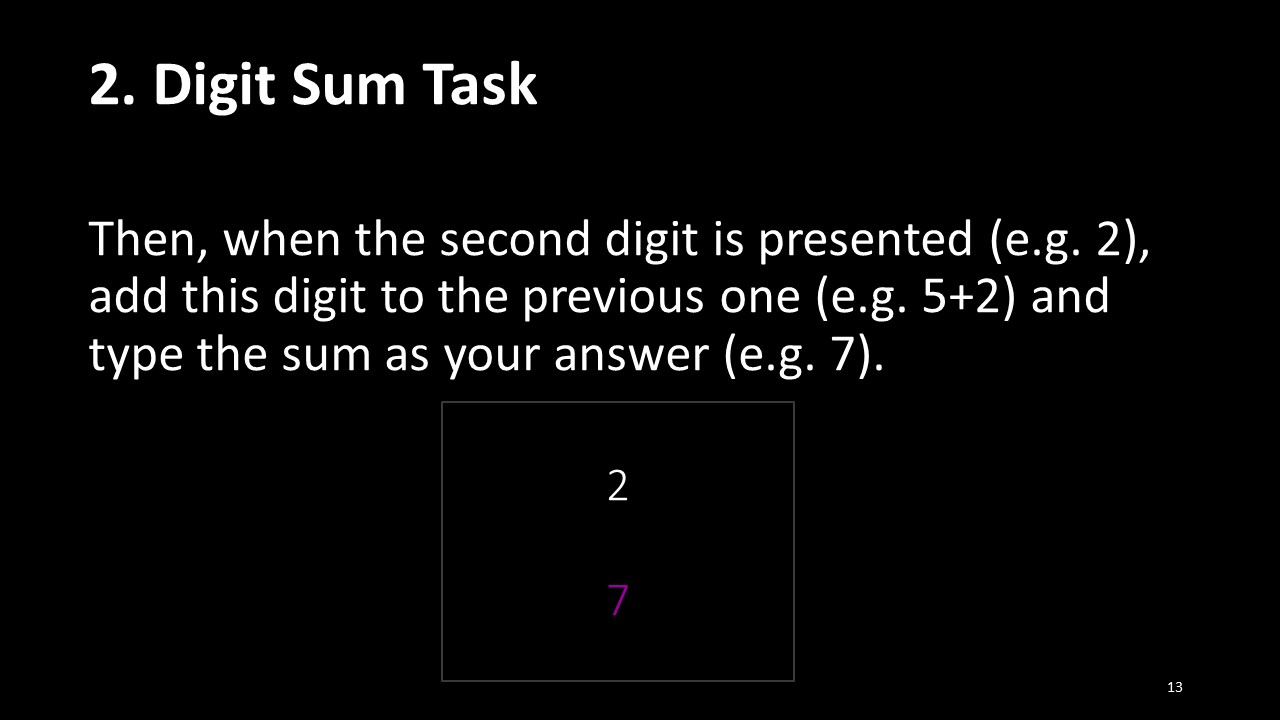 2. Digit Sum Task
Then, when the second digit is presented (e.g. 2),
add this digit to the previous one (e.g. 5+2) and
type the sum as your answer (e.g. 7).
2
7
13